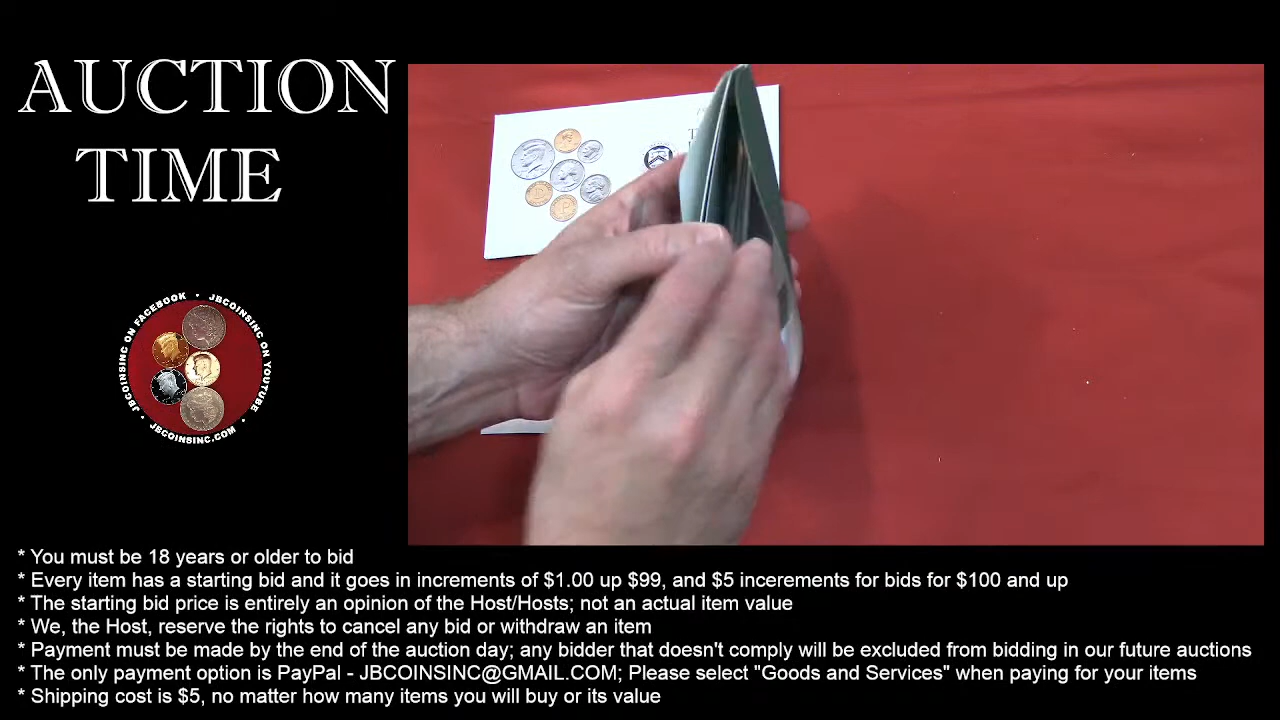 AUCTION
TIME
JBCOINSINC ON FACEBOOK • JBCOINSINC ON YOUTUBE • JBCOINSINC.COM •
* You must be 18 years or older to bid
* Every item has a starting bid and it goes in increments of $1.00 up $99, and $5 incerements for bids for $100 and up
* The starting bid price is entirely an opinion of the Host/Hosts; not an actual item value
* We, the Host, reserve the rights to cancel any bid or withdraw an item
* Payment must be made by the end of the auction day; any bidder that doesn't comply will be excluded from bidding in our future auctions
* The only payment option is PayPal - JBCOINSINC@GMAIL.COM; Please select "Goods and Services" when paying for your items
* Shipping cost is $5, no matter how many items you will buy or its value